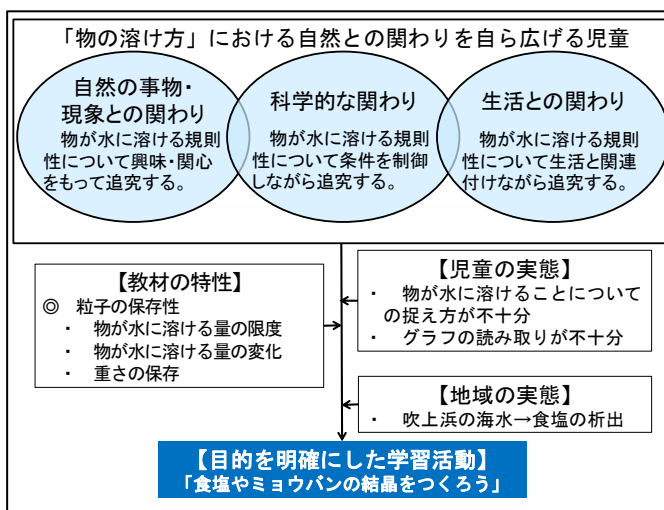 「物の溶け方」における自然との関わりを自ら広げる児童
自然の事物・
現象との関わり
物が水に溶ける規則
性について興味・関心
をもって追究する。
科学的な関わり
物が水に溶ける規則
性について条件を制御
しながら追究する。
生活との関わり
物が水に溶ける規則
性について生活と関連
付けながら追究する。
【教材の特性】
◎ 粒子の保存性
・ 物が水に溶ける量の限度
・ 物が水に溶ける量の変化
・ 重さの保存
【児童の実態】
・ 物が水に溶けることについて
の捉え方が不十分
・ グラフの読み取りが不十分
【地域の実態】
・ 吹上浜の海水→食塩の析出
【目的を明確にした学習活動】
「食塩やミョウバンの結晶をつくろう」